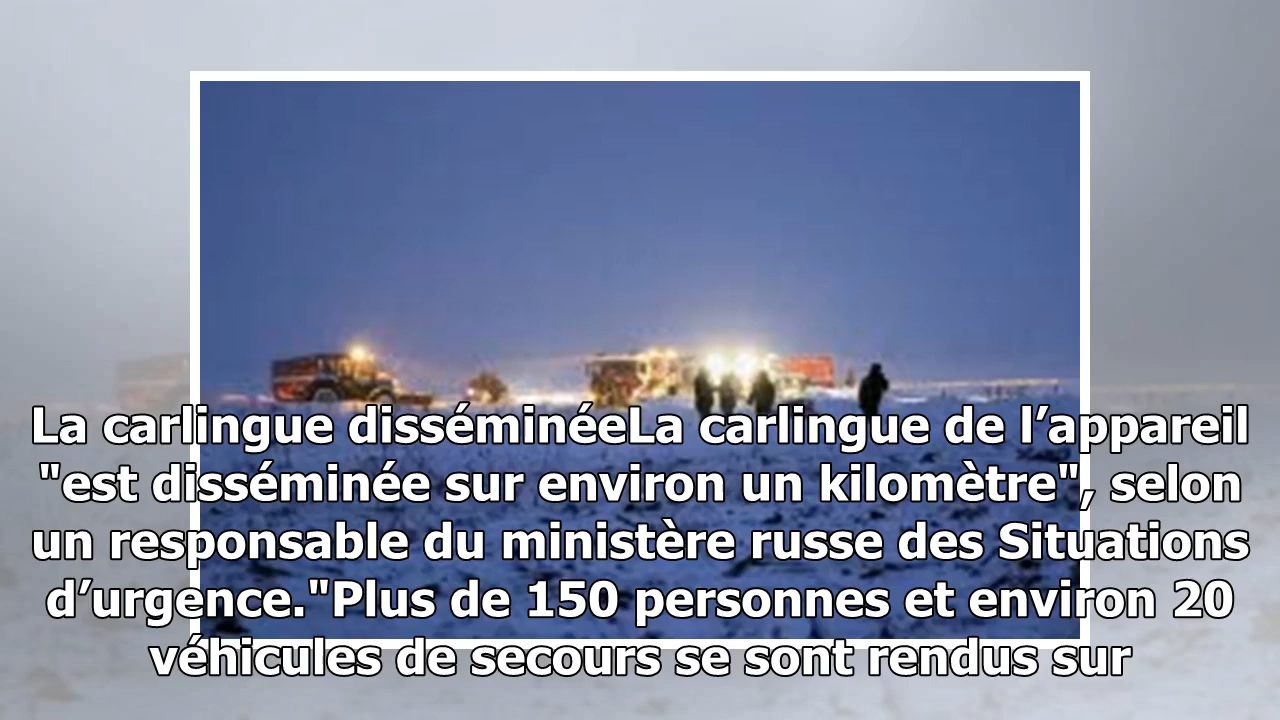 La carlingue disséminéeLa carlingue de l’appareil
"est disséminée sur environ un kilomètre", selon
un responsable du ministère russe des Situations
d’urgence."Plus de 150 personnes et environ 20
véhicules de secours se sont rendus sur